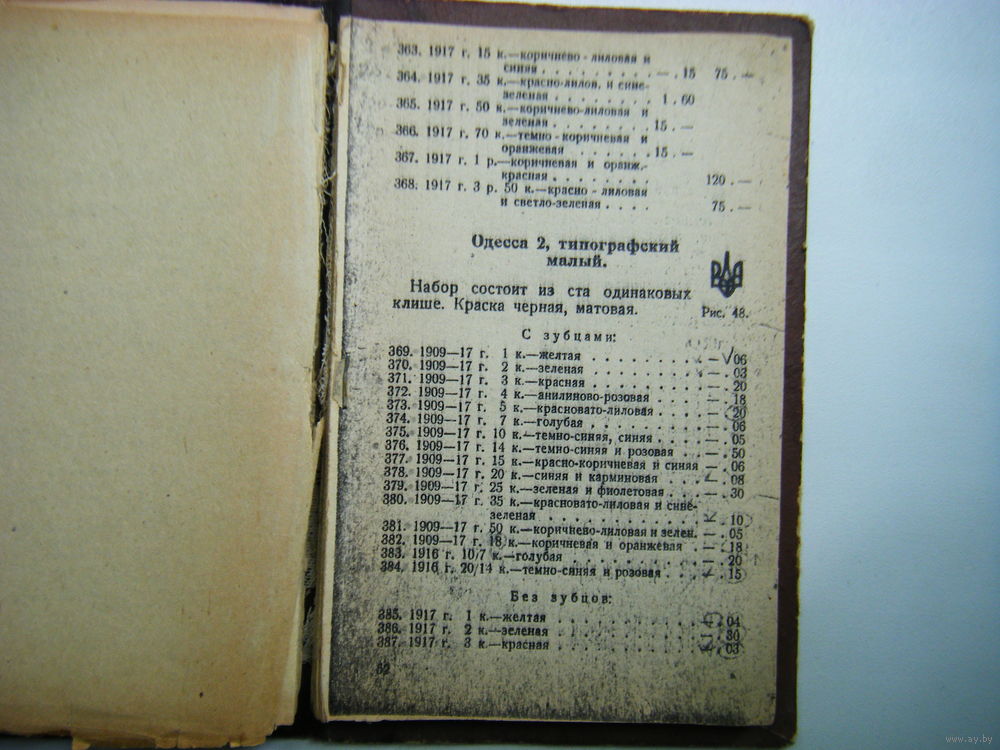 363. 1917 г. 15 к.—коричнево-лиловая и
синяя . . . . . . . . . — . 15 75 . —
364. 1917 г. 35 к.—красно-лилов. и сине-
зеленая . . . . . . . . 1 . 60
365. 1917 г. 50 к.—коричнево-лиловая и
зеленая . . . . . . . . 15 . —
366. 1917 г. 70 к.—темно-коричневая и
оранжевая . . . . . . . 15 . —
367. 1917 г. 1 р.—коричневая и оранж.-
красная . . . . . . . . 120 . —
368. 1917 г. 3 р. 50 к.—красно-лиловая
и светло-зеленая . . . . 75 . —
Одесса 2, типографский
малый.
Набор состоит из ста одинаковых
клише. Краска черная, матовая.
Рис. 48.
С зубцами:
369. 1909—17 г. 1 к.—желтая . . . . . . . . . — . 06
370. 1909—17 г. 2 к.—зеленая . . . . . . . . . — . 03
371. 1909—17 г. 3 к.—красная . . . . . . . . . — . 20
372. 1909—17 г. 4 к.—анилиново-розовая . . . . — . 18
373. 1909—17 г. 5 к.—красновато-лиловая . . . . — . 20
374. 1909—17 г. 7 к.—голубая . . . . . . . . . — . 06
375. 1909—17 г. 10 к.—темно-синяя, синяя . . . . — . 05
376. 1909—17 г. 14 к.—темно-синяя и розовая . . — . 50
377. 1909—17 г. 15 к.—красно-коричневая и синяя — . 06
378. 1909—17 г. 20 к.—синяя и карминовая . . . — . 08
379. 1909—17 г. 25 к.—зеленая и фиолетовая . . . — . 30
380. 1909—17 г. 35 к.—красновато-лиловая и сине-
зеленая . . . . . . . . . . — . 10
381. 1909—17 г. 50 к.—коричнево-лиловая и зелен. — . 05
382. 1909—17 г. 18 к.—коричневая и оранжевая . — . 18
383. 1916 г. 10/7 к.—голубая . . . . . . . . . — . 20
384. 1916 г. 20/14 к.—темно-синяя и розовая . . . — . 15
Без зубцов:
385. 1917 г. 1 к.—желтая . . . . . . . . . . . 04
386. 1917 г. 2 к.—зеленая . . . . . . . . . . . 30
387. 1917 г. 3 к.—красная . . . . . . . . . . . 03
52
www.ay.by